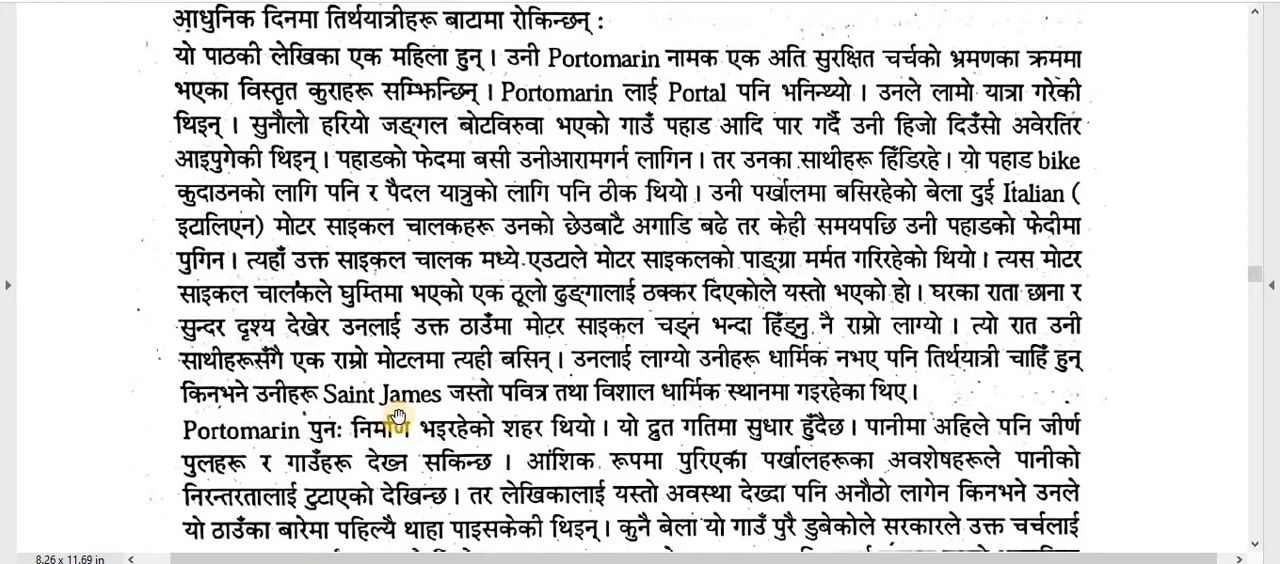 आधुनिक दिनमा तिर्थयात्रीहरू बाटामा रोकिन्छन् :
यो पाठकी लेखिका एक महिला हुन् । उनी Portomarin नामक एक अति सुरक्षित चर्चको भ्रमणका क्रममा
भएका विस्तृत कुराहरू सम्झिन्छिन् । Portomarin लाई Portal पनि भनिन्थ्यो । उनले लामो यात्रा गरेकी
थिइन् । सुनौलो हरियो जङ्गल बोटविरुवा भएको गाउँ पहाड आदि पार गर्दै उनी हिजो दिउँसो अवेरतिर
आइपुगेकी थिइन् । पहाडको फेदमा बसी उनीआरामगर्न लागिन । तर उनका साथीहरू हिँडिरहे । यो पहाड bike
कुदाउनको लागि पनि र पैदल यात्रुको लागि पनि ठीक थियो । उनी पर्खालमा बसिरहेको बेला दुई Italian (
इटालिएन) मोटर साइकल चालकहरू उनको छेउबाटै अगाडि बढे तर केही समयपछि उनी पहाडको फेदीमा
पुगिन । त्यहाँ उक्त साइकल चालक मध्ये एउटाले मोटर साइकलको पाङ्ग्रा मर्मत गरिरहेको थियो । त्यस मोटर
साइकल चालकले घुम्तिमा भएको एक ठूलो ढुङ्गालाई ठक्कर दिएकोले यस्तो भएको हो । घरका राता छाना र
सुन्दर दृश्य देखेर उनलाई उक्त ठाउँमा मोटर साइकल चड्न भन्दा हिँड्नु नै राम्रो लाग्यो । त्यो रात उनी
साथीहरूसँगै एक राम्रो मोटलमा त्यही बसिन् । उनलाई लाग्यो उनीहरू धार्मिक नभए पनि तिर्थयात्री चाहिँ हुन्
किनभने उनीहरू Saint James जस्तो पवित्र तथा विशाल धार्मिक स्थानमा गइरहेका थिए ।
Portomarin पुनः निर्माण भइरहेको शहर थियो । यो द्रुत गतिमा सुधार हुँदैछ । पानीमा अहिले पनि जीर्ण
पुलहरू र गाउँहरू देख्न सकिन्छ । आंशिक रूपमा पुरिएका पर्खालहरूका अवशेषहरूले पानीको
निरन्तरतालाई टुटाएको देखिन्छ । तर लेखिकालाई यस्तो अवस्था देख्दा पनि अनौठो लागेन किनभने उनले
यो ठाउँका बारेमा पहिल्यै थाहा पाइसकेकी थिइन् । कुनै बेला यो गाउँ पुरै डुबेकोले सरकारले उक्त चर्चलाई
8.26 x 11.69 in